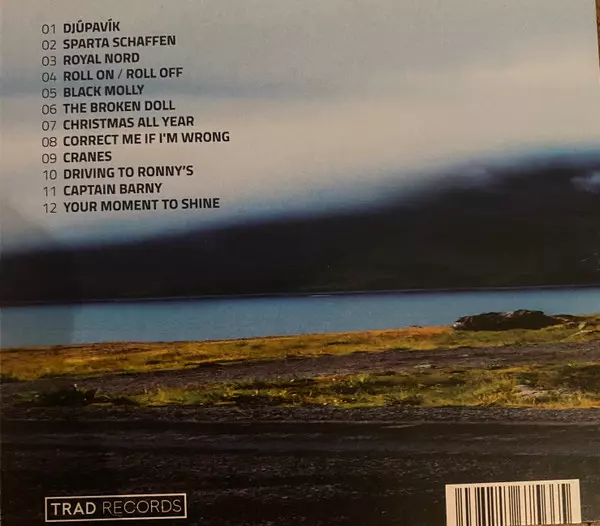 01 DJÚPAVÍK
02 SPARTA SCHAFFEN
03 ROYAL NORD
04 ROLL ON / ROLL OFF
05 BLACK MOLLY
06 THE BROKEN DOLL
07 CHRISTMAS ALL YEAR
08 CORRECT ME IF I'M WRONG
09 CRANES
10 DRIVING TO RONNY'S
11 CAPTAIN BARNY
12 YOUR MOMENT TO SHINE
TRAD RECORDS